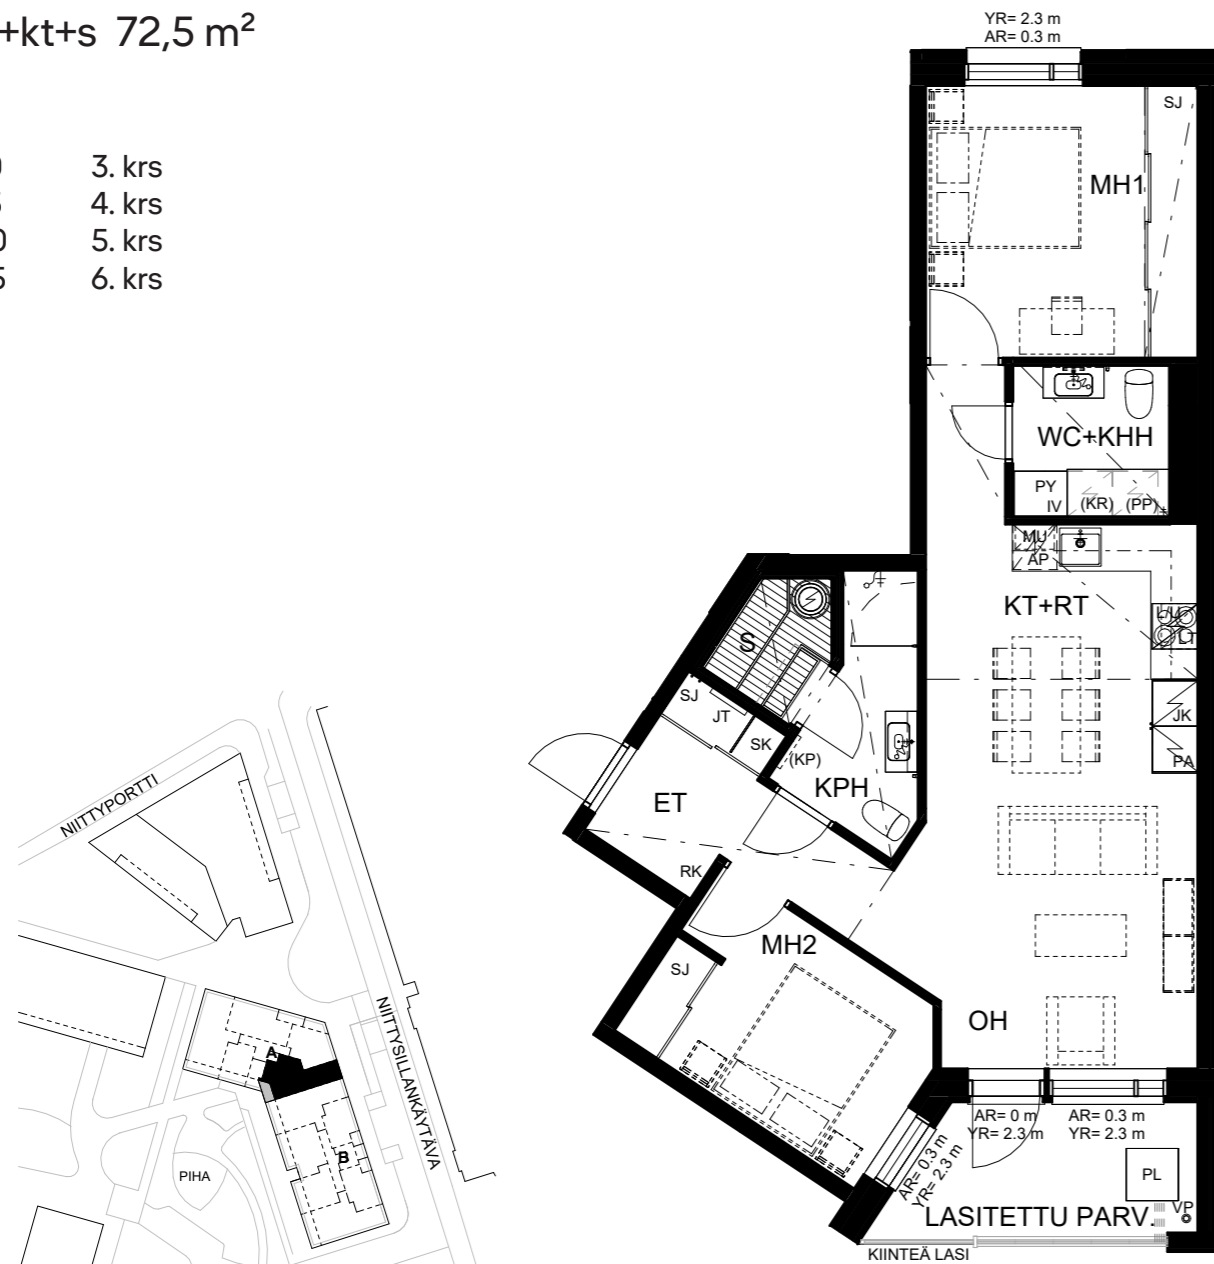 +kt+s 72,5 m²
3. krs
4. krs
5. krs
6. krs
YR= 2.3 m
AR= 0.3 m
SJ
MH1
WC+KHH
PY
IV
(KR)
(PP)
MU
AP
KT+RT
LU
LT
JK
PA
S
SJ
JT
SK
(KP)
KPH
ET
RK
MH2
SJ
OH
AR= 0 m
YR= 2.3 m
AR= 0.3 m
YR= 2.3 m
AR= 0.3 m
YR= 2.3 m
PL
VP
LASITETTU PARV.
KIINTEÄ LASI
NIITTYPORTTI
NIITTYSILLANKÄYTÄVÄ
A
B
PIHA